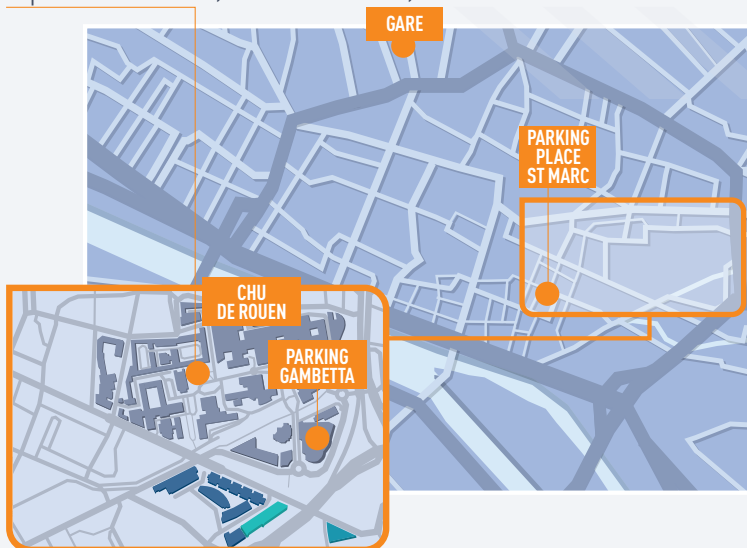 GARE
PARKING
PLACE
ST MARC
CHU
DE ROUEN
PARKING
GAMBETTA